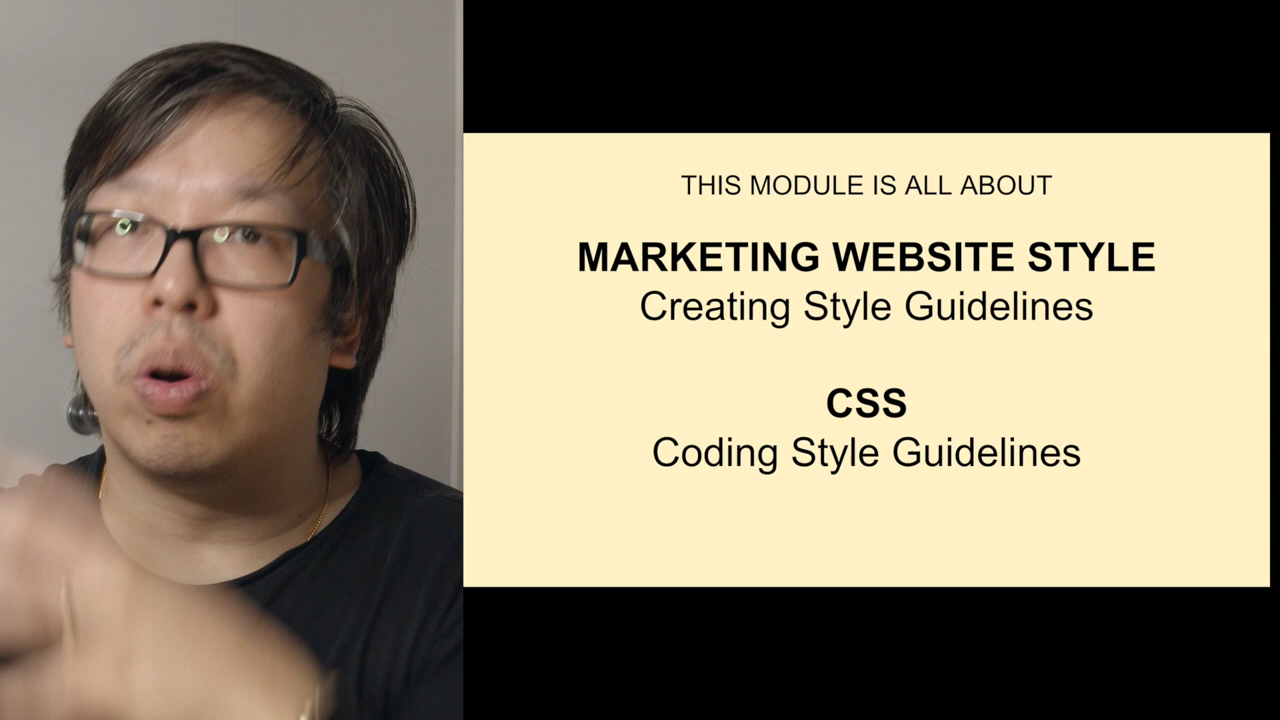 THIS MODULE IS ALL ABOUT
MARKETING WEBSITE STYLE
Creating Style Guidelines
CSS
Coding Style Guidelines